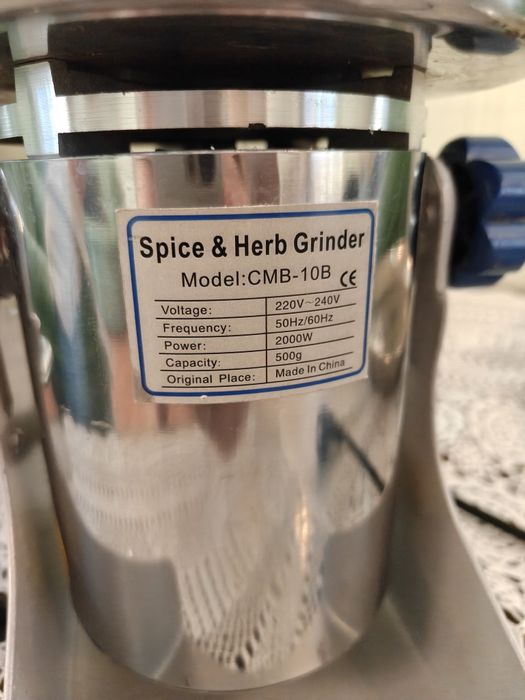 Spice & Herb Grinder
Model:CMB-10B CE
Voltage: 220V~240V
Frequency: 50Hz/60Hz
Power: 2000W
Capacity: 500g
Original Place: Made In China